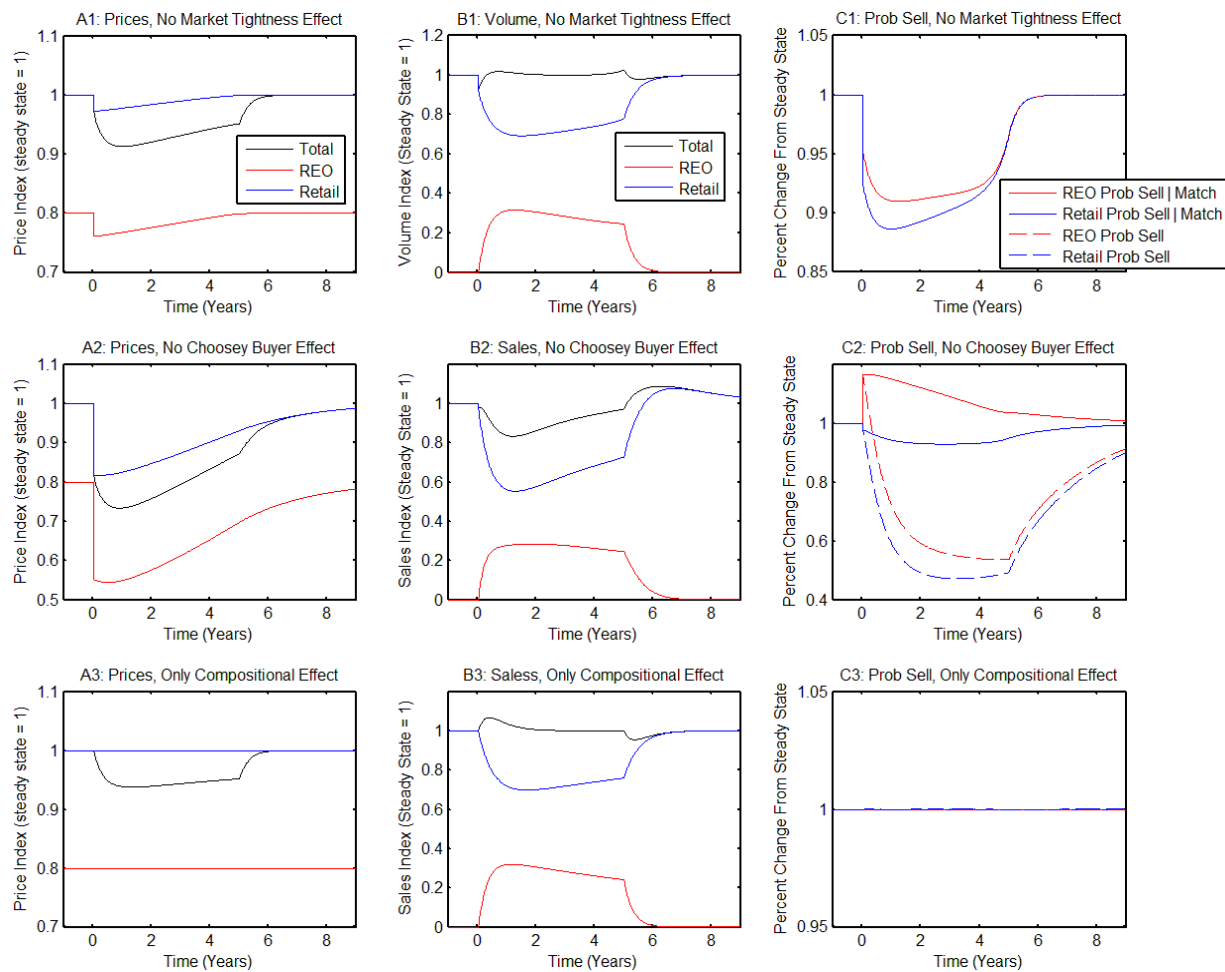 A1: Prices, No Market Tightness Effect
Price Index (steady state = 1)
1.1
1
0.9
0.8
0.7
Total
REO
Retail
0 2 4 6 8
Time (Years)
B1: Volume, No Market Tightness Effect
Volume Index (Steady State = 1)
1.2
1
0.8
0.6
0.4
0.2
0
Total
REO
Retail
0 2 4 6 8
Time (Years)
C1: Prob Sell, No Market Tightness Effect
Percent Change From Steady State
1.05
1
0.95
0.9
0.85
REO Prob Sell | Match
Retail Prob Sell | Match
REO Prob Sell
Retail Prob Sell
0 2 4 6 8
Time (Years)
A2: Prices, No Choosey Buyer Effect
Price Index (steady state = 1)
1.1
1
0.9
0.8
0.7
0.6
0.5
0 2 4 6 8
Time (Years)
B2: Sales, No Choosey Buyer Effect
Sales Index (Steady State = 1)
1.2
1
0.8
0.6
0.4
0.2
0
0 2 4 6 8
Time (Years)
C2: Prob Sell, No Choosey Buyer Effect
Percent Change From Steady State
1
0.8
0.6
0.4
0 2 4 6 8
Time (Years)
A3: Prices, Only Compositional Effect
Price Index (steady state = 1)
1.1
1
0.9
0.8
0.7
0 2 4 6 8
Time (Years)
B3: Saless, Only Compositional Effect
Sales Index (Steady State = 1)
1.2
1
0.8
0.6
0.4
0.2
0
0 2 4 6 8
Time (Years)
C3: Prob Sell, Only Compositional Effect
Percent Change From Steady State
1.05
1
0.95
0 2 4 6 8
Time (Years)